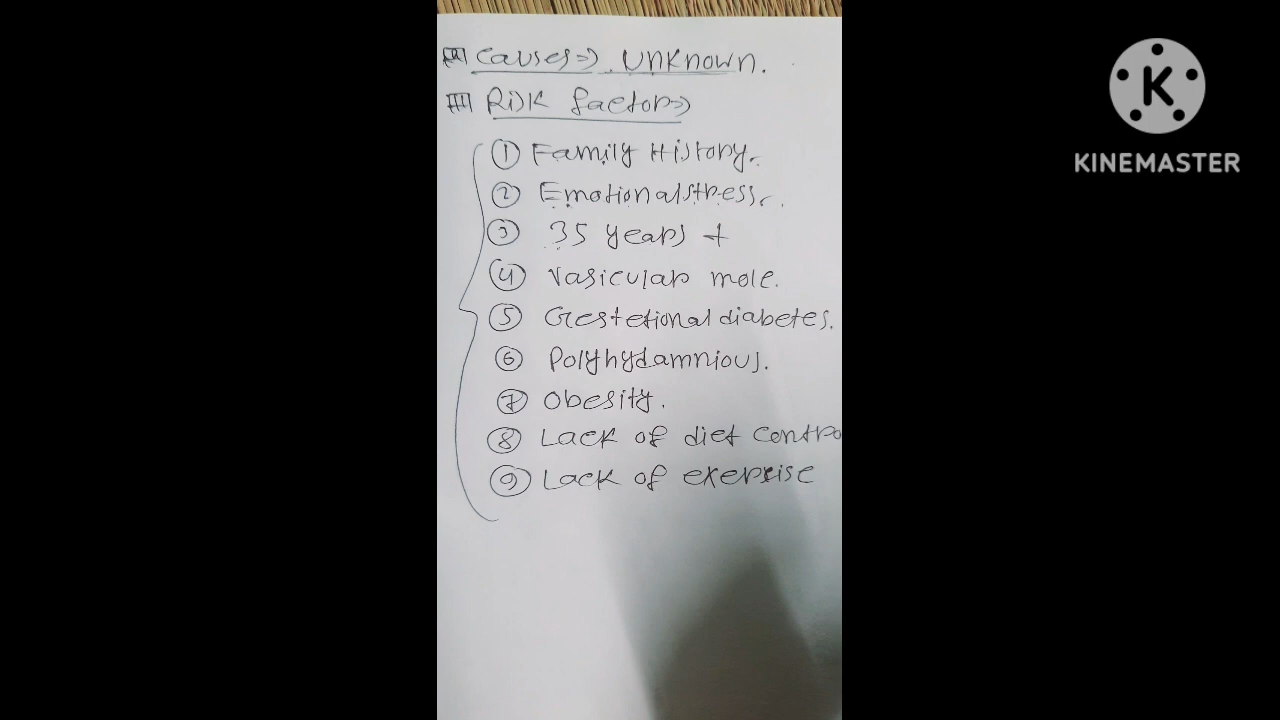 Causes⇒ Unknown.
Risk factor⇒
① Family History.
② Emotional stress.
③ 35 years +
④ Vasicular mole.
⑤ Gestetional diabetes.
⑥ Polyhydamnious.
⑦ Obesity.
⑧ Lack of diet contro
⑨ Lack of exercise
K
KINEMASTER